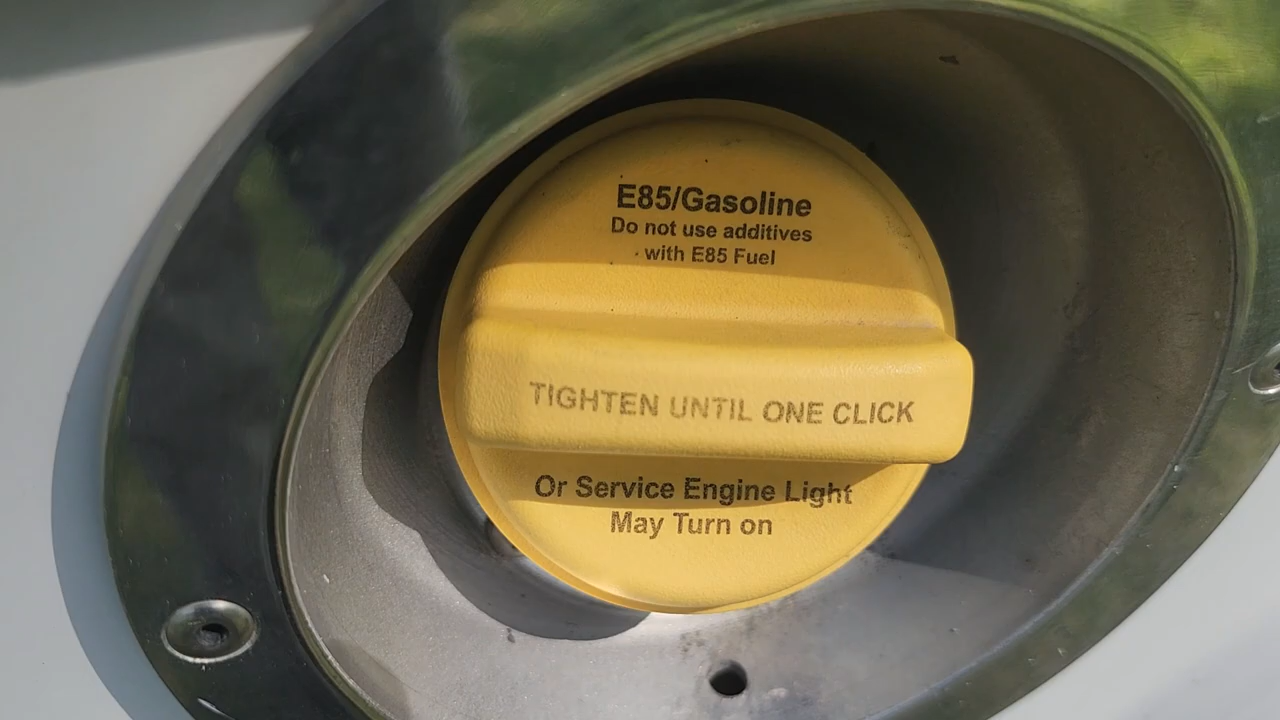 E85/Gasoline
Do not use additives
with E85 Fuel
TIGHTEN UNTIL ONE CLICK
Or Service Engine Light
May Turn on